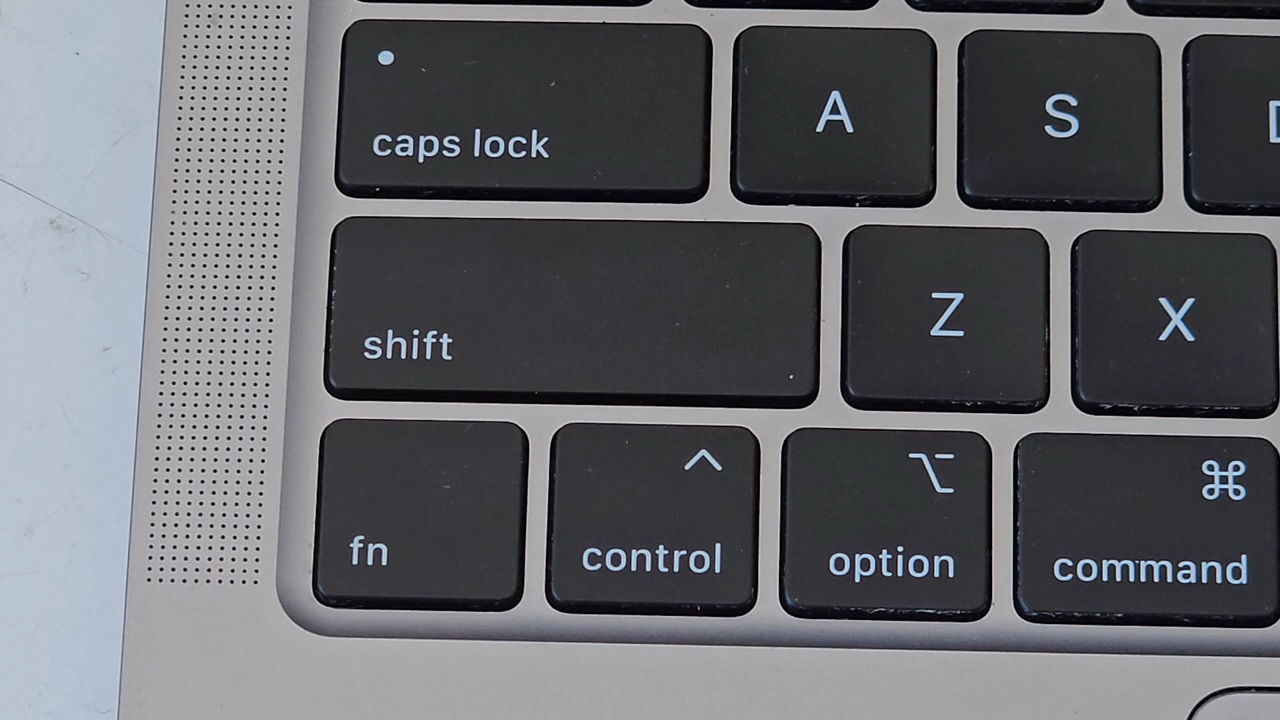 caps lock A S
shift Z X
fn control ^ option ⌥ command ⌘